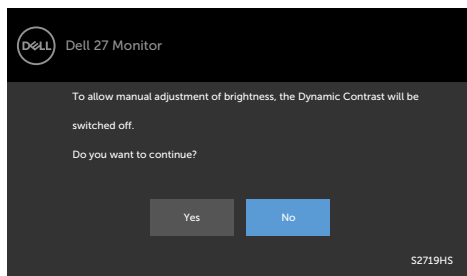 DELL
Dell 27 Monitor
To allow manual adjustment of brightness, the Dynamic Contrast will be
switched off.
Do you want to continue?
Yes
No
S2719HS